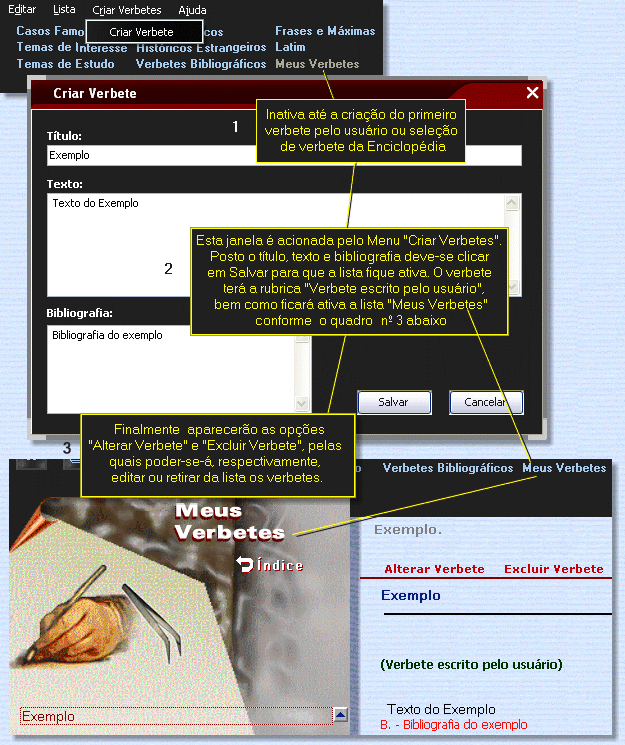 Editar Lista Criar Verbetes Ajuda
Criar Verbete
Casos Famo icos Frases e Máximas
Temas de Interesse Históricos Estrangeiros Latim
Temas de Estudo Verbetes Bibliográficos Meus Verbetes
Criar Verbete
1
Inativa até a criação do primeiro
verbete pelo usuário ou seleção
de verbete da Enciclopédia
Título:
Exemplo
Texto:
Texto do Exemplo
2
Esta janela é acionada pelo Menu "Criar Verbetes".
Posto o título, texto e bibliografia deve-se clicar
em Salvar para que a lista fique ativa. O verbete
terá a rubrica "Verbete escrito pelo usuário",
bem como ficará ativa a lista "Meus Verbetes"
conforme o quadro nº 3 abaixo
Bibliografia:
Bibliografia do exemplo
Salvar Cancelar
Finalmente aparecerão as opções
"Alterar Verbete" e "Excluir Verbete", pelas
quais poder-se-á, respectivamente,
editar ou retirar da lista os verbetes.
3
o Verbetes Bibliográficos Meus Verbetes
Meus
Verbetes
Índice
Exemplo
Exemplo.
Alterar Verbete Excluir Verbete
Exemplo
(Verbete escrito pelo usuário)
Texto do Exemplo
B. - Bibliografia do exemplo